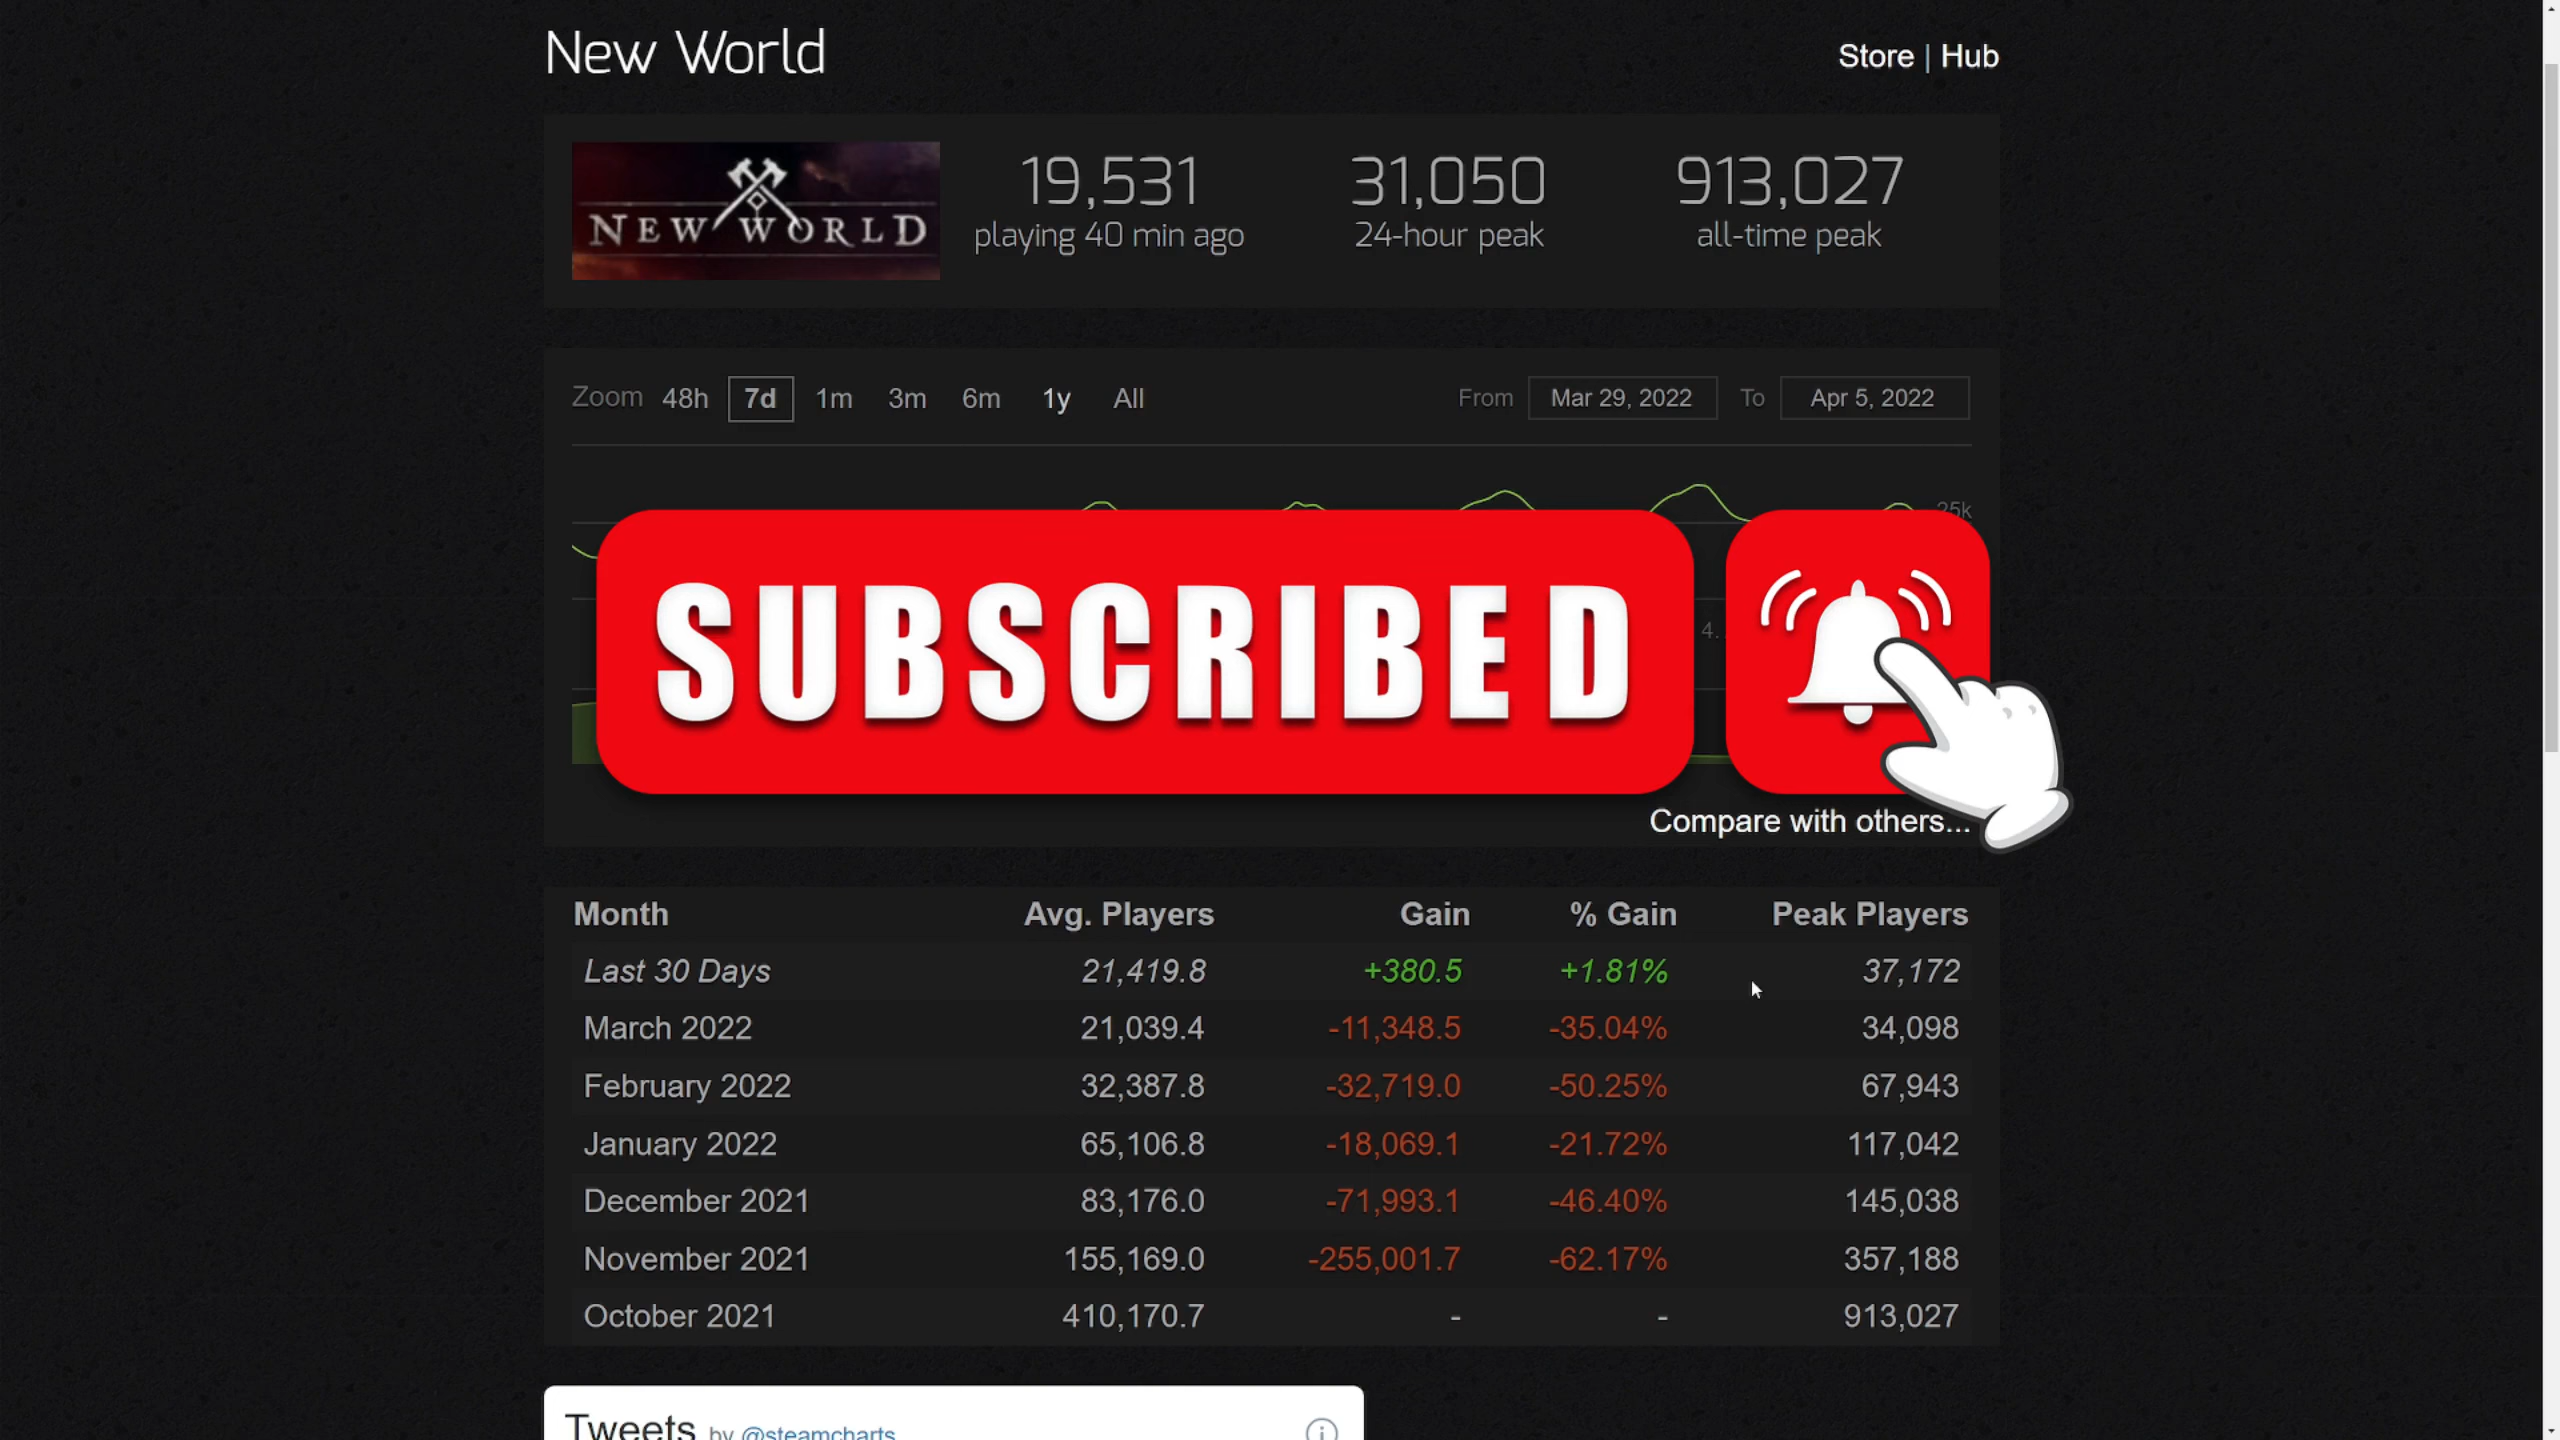 New World
Store | Hub
NEW WORLD
19,531
playing 40 min ago
31,050
24-hour peak
913,027
all-time peak
Zoom 48h 7d 1m 3m 6m 1y All
From Mar 29, 2022 To Apr 5, 2022
25k
SUBSCRIBED
4..
Compare with others...
Month Avg. Players Gain % Gain Peak Players
Last 30 Days 21,419.8 +380.5 +1.81% 37,172
March 2022 21,039.4 -11,348.5 -35.04% 34,098
February 2022 32,387.8 -32,719.0 -50.25% 67,943
January 2022 65,106.8 -18,069.1 -21.72% 117,042
December 2021 83,176.0 -71,993.1 -46.40% 145,038
November 2021 155,169.0 -255,001.7 -62.17% 357,188
October 2021 410,170.7 - - 913,027
Tweets by @steamcharts